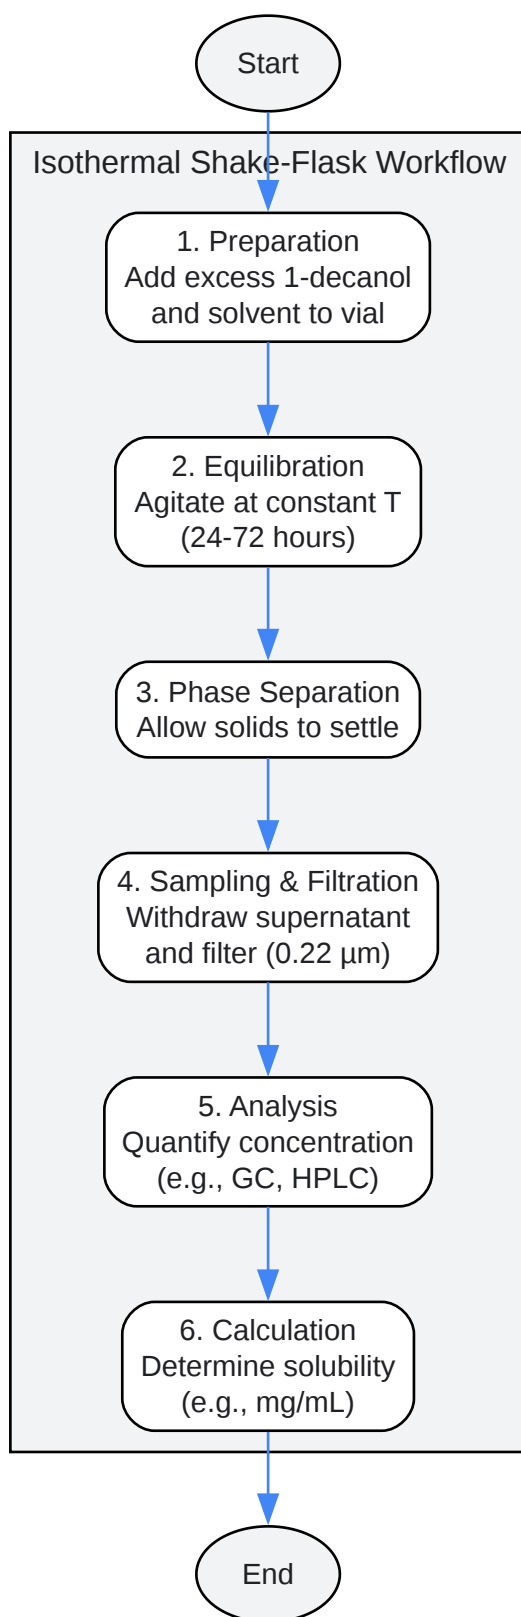 Start
Isothermal Shake-Flask Workflow
1. Preparation
Add excess 1-decanol
and solvent to vial
2. Equilibration
Agitate at constant T
(24-72 hours)
3. Phase Separation
Allow solids to settle
4. Sampling & Filtration
Withdraw supernatant
and filter (0.22 µm)
5. Analysis
Quantify concentration
(e.g., GC, HPLC)
6. Calculation
Determine solubility
(e.g., mg/mL)
End